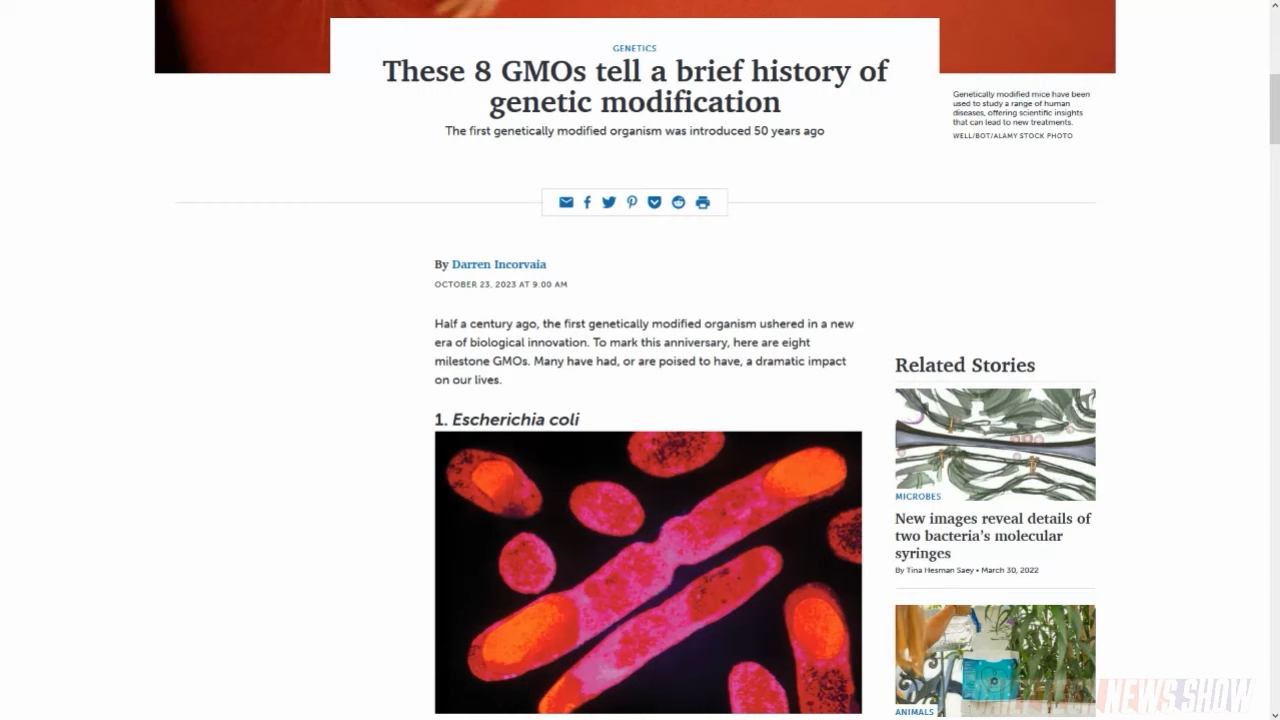 GENETICS
These 8 GMOs tell a brief history of
genetic modification
The first genetically modified organism was introduced 50 years ago
Genetically modified mice have been
used to study a range of human
diseases, offering scientific insights
that can lead to new treatments.
WELL/BOT/ALAMY STOCK PHOTO
By Darren Incorvaia
OCTOBER 23, 2023 AT 9:00 AM
Half a century ago, the first genetically modified organism ushered in a new
era of biological innovation. To mark this anniversary, here are eight
milestone GMOs. Many have had, or are poised to have, a dramatic impact
on our lives.
1. Escherichia coli
Related Stories
MICROBES
New images reveal details of
two bacteria's molecular
syringes
By Tina Hesman Saey • March 30, 2022
ANIMALS
NEWS.SHOW